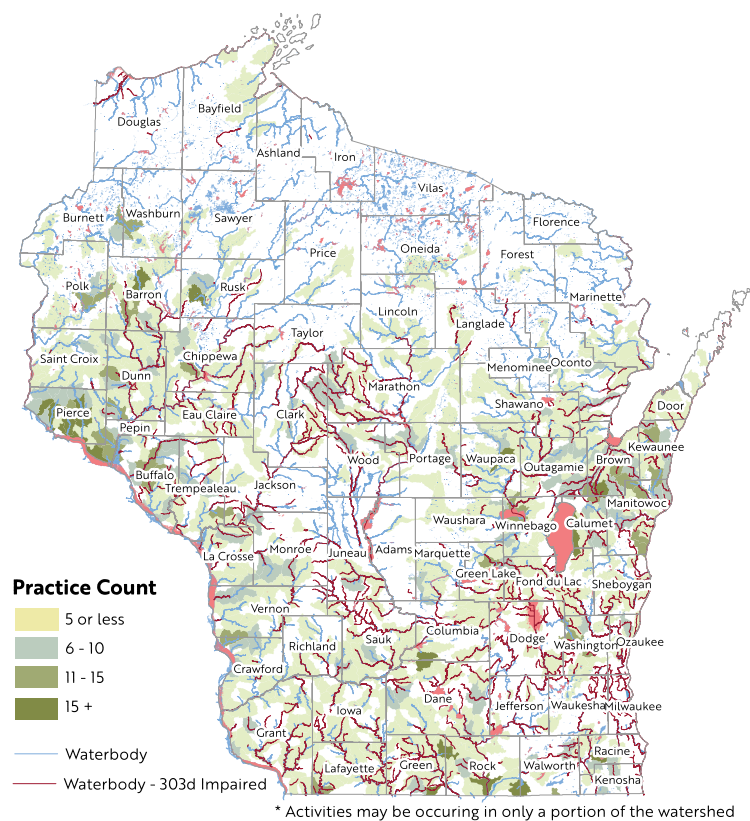 Douglas
Bayfield
Ashland
Iron
Vilas
Burnett
Washburn
Sawyer
Florence
Oneida
Price
Forest
Polk
Barron
Rusk
Marinette
Lincoln
Langlade
Taylor
Saint Croix
Chippewa
Menominee
Oconto
Dunn
Marathon
Shawano
Door
Pierce
Eau Claire
Clark
Pepin
Kewaunee
Wood
Portage
Waupaca
Brown
Outagamie
Buffalo
Trempealeau
Jackson
Manitowoc
Waushara
Winnebago
Calumet
La Crosse
Monroe
Juneau
Adams
Marquette
Green Lake
Fond du Lac
Sheboygan
Practice Count
5 or less
6 - 10
11 - 15
15 +
Waterbody
Waterbody - 303d Impaired
Vernon
Richland
Sauk
Columbia
Dodge
Washington
Ozaukee
Crawford
Dane
Iowa
Jefferson
Waukesha
Milwaukee
Grant
Lafayette
Green
Rock
Walworth
Racine
Kenosha
* Activities may be occuring in only a portion of the watershed